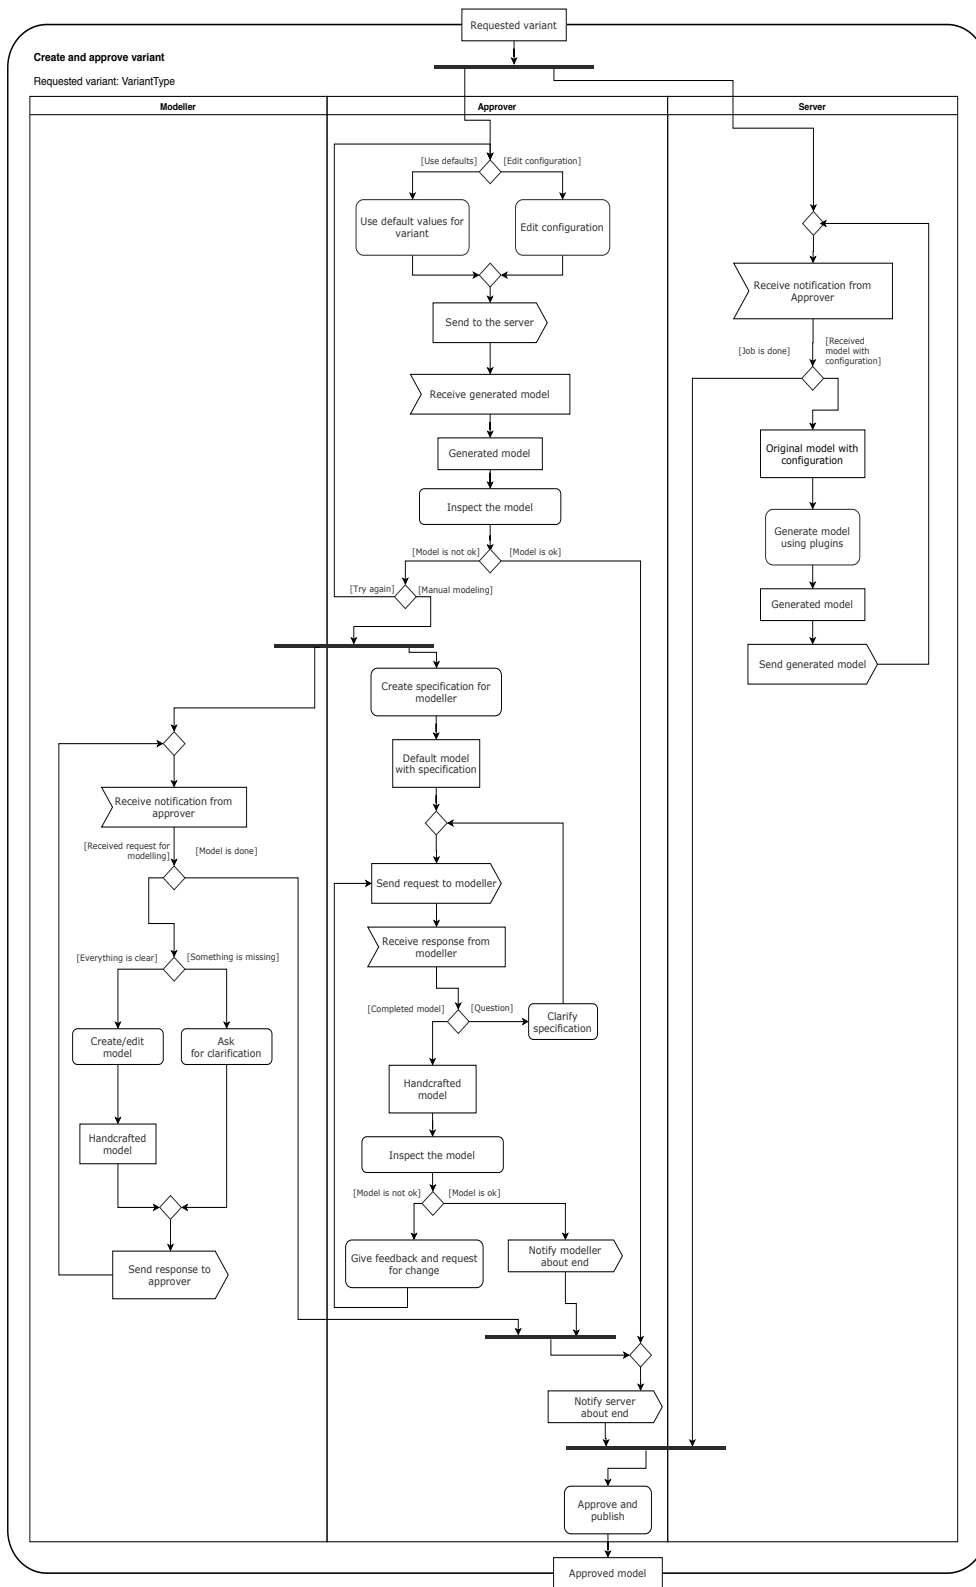 Requested variant
Create and approve variant
Requested variant: VariantType
Modeller
Approver
Server
[Use defaults]
[Edit configuration]
Use default values for
variant
Edit configuration
Send to the server
Receive generated model
Generated model
Inspect the model
[Model is not ok]
[Model is ok]
[Try again]
[Manual modeling]
Receive notification from
Approver
[Job is done]
[Received
model with
configuration]
Original model with
configuration
Generate model
using plugins
Generated model
Send generated model
Create specification for
modeller
Default model
with specification
Send request to modeller
Receive response from
modeller
[Completed model]
[Question]
Clarify
specification
Handcrafted
model
Inspect the model
[Model is not ok]
[Model is ok]
Give feedback and request
for change
Notify modeller
about end
Receive notification from
approver
[Received request for
modelling]
[Model is done]
[Everything is clear]
[Something is missing]
Create/edit
model
Ask
for clarification
Handcrafted
model
Send response to
approver
Notify server
about end
Approve and
publish
Approved model